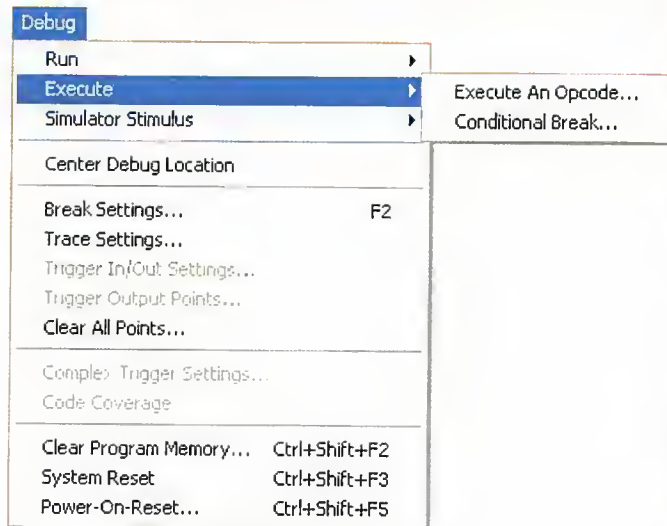 Debug
Run
Execute
Execute An Opcode...
Simulator Stimulus
Conditional Break...
Center Debug Location
Break Settings... F2
Trace Settings...
Trigger In/Out Settings...
Trigger Output Points...
Clear All Points...
Complex Trigger Settings...
Code Coverage
Clear Program Memory... Ctrl+Shift+F2
System Reset Ctrl+Shift+F3
Power-On-Reset... Ctrl+Shift+F5